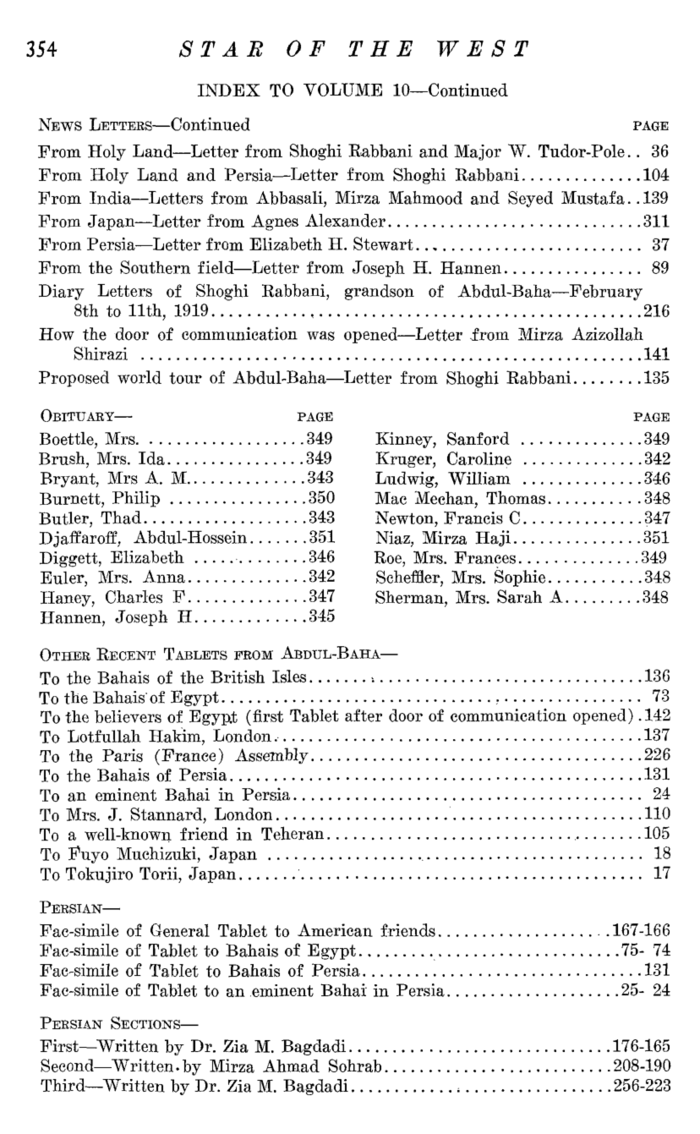 354 STAR OF THE WEST
INDEX TO VOLUME 10—Continued
NEWS LETTERS—Continued PAGE
From Holy Land—Letter from Shoghi Rabbani and Major W. Tudor-Pole.. 36
From Holy Land and Persia—Letter from Shoghi Rabbani..............104
From India—Letters from Abbasali, Mirza Mahmood and Seyed Mustafa..139
From Japan—Letter from Agnes Alexander.............................311
From Persia—Letter from Elizabeth H. Stewart......................... 37
From the Southern field—Letter from Joseph H. Hannen................ 89
Diary Letters of Shoghi Rabbani, grandson of Abdul-Baha—February
8th to 11th, 1919................................................216
How the door of communication was opened—Letter from Mirza Azizollah
Shirazi .........................................................141
Proposed world tour of Abdul-Baha—Letter from Shoghi Rabbani........135
OBITUARY— PAGE
Boettle, Mrs. ...................349
Brush, Mrs. Ida................349
Bryant, Mrs A. M..............343
Burnett, Philip ................350
Butler, Thad...................343
Djaffaroff, Abdul-Hossein.......351
Diggett, Elizabeth .............346
Euler, Mrs. Anna..............342
Haney, Charles F..............347
Hannen, Joseph H.............345
PAGE
Kinney, Sanford ..............349
Kruger, Caroline ..............342
Ludwig, William ..............346
Mac Mechan, Thomas...........348
Newton, Francis C.............347
Niaz, Mirza Haji...............351
Roe, Mrs. Frances..............349
Scheffler, Mrs. Sophie...........348
Sherman, Mrs. Sarah A.........348
OTHER RECENT TABLETS FROM ABDUL-BAHA—
To the Bahais of the British Isles......................................136
To the Bahais of Egypt................................................ 73
To the believers of Egypt (first Tablet after door of communication opened).142
To Lotfullah Hakim, London..........................................137
To the Paris (France) Assembly......................................226
To the Bahais of Persia...............................................131
To an eminent Bahai in Persia........................................ 24
To Mrs. J. Stannard, London..........................................110
To a well-known friend in Teheran....................................105
To Fuyo Muchizuki, Japan ........................................... 18
To Tokujiro Torii, Japan.............................................. 17
PERSIAN—
Fac-simile of General Tablet to American friends....................167-166
Fac-simile of Tablet to Bahais of Egypt..............................75- 74
Fac-simile of Tablet to Bahais of Persia................................131
Fac-simile of Tablet to an eminent Bahai in Persia....................25- 24
PERSIAN SECTIONS—
First—Written by Dr. Zia M. Bagdadi..............................176-165
Second—Written by Mirza Ahmad Sohrab..........................208-190
Third—Written by Dr. Zia M. Bagdadi..............................256-223